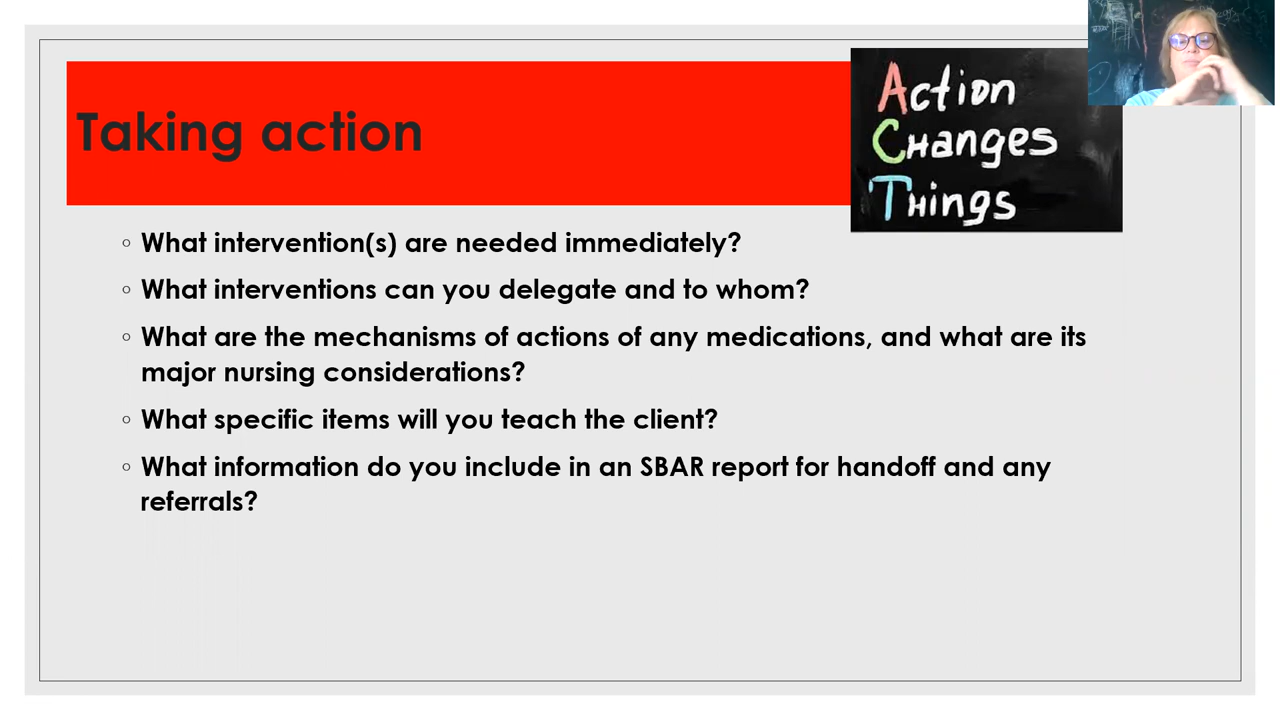 Taking action
Action
Changes
Things
◦ What intervention(s) are needed immediately?
◦ What interventions can you delegate and to whom?
◦ What are the mechanisms of actions of any medications, and what are its
major nursing considerations?
◦ What specific items will you teach the client?
◦ What information do you include in an SBAR report for handoff and any
referrals?